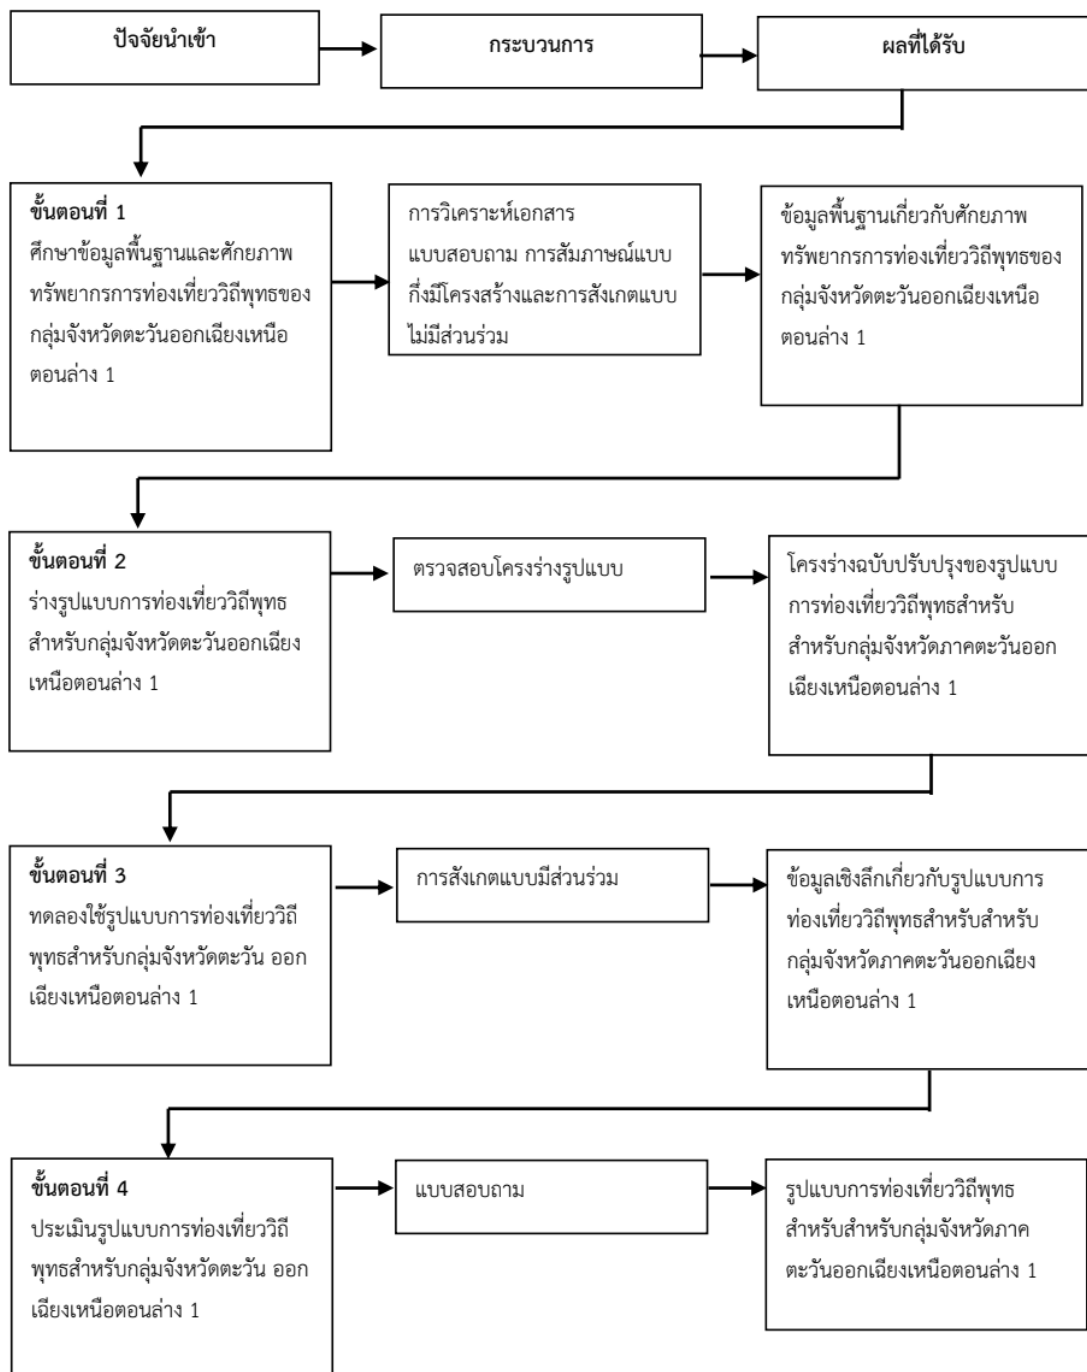 ปัจจัยนำเข้า
กระบวนการ
ผลที่ได้รับ
ขั้นตอนที่ 1
ศึกษาข้อมูลพื้นฐานและศักยภาพ
ทรัพยากรการท่องเที่ยววิถีพุทธของ
กลุ่มจังหวัดตะวันออกเฉียงเหนือ
ตอนล่าง 1
การวิเคราะห์เอกสาร
แบบสอบถาม การสัมภาษณ์แบบ
กึ่งมีโครงสร้างและการสังเกตแบบ
ไม่มีส่วนร่วม
ข้อมูลพื้นฐานเกี่ยวกับศักยภาพ
ทรัพยากรการท่องเที่ยววิถีพุทธของ
กลุ่มจังหวัดตะวันออกเฉียงเหนือ
ตอนล่าง 1
ขั้นตอนที่ 2
ร่างรูปแบบการท่องเที่ยววิถีพุทธ
สำหรับกลุ่มจังหวัดตะวันออกเฉียง
เหนือตอนล่าง 1
ตรวจสอบโครงร่างรูปแบบ
โครงร่างฉบับปรับปรุงของรูปแบบ
การท่องเที่ยววิถีพุทธสำหรับ
สำหรับกลุ่มจังหวัดภาคตะวันออก
เฉียงเหนือตอนล่าง 1
ขั้นตอนที่ 3
ทดลองใช้รูปแบบการท่องเที่ยววิถี
พุทธสำหรับกลุ่มจังหวัดตะวัน ออก
เฉียงเหนือตอนล่าง 1
การสังเกตแบบมีส่วนร่วม
ข้อมูลเชิงลึกเกี่ยวกับรูปแบบการ
ท่องเที่ยววิถีพุทธสำหรับสำหรับ
กลุ่มจังหวัดภาคตะวันออกเฉียง
เหนือตอนล่าง 1
ขั้นตอนที่ 4
ประเมินรูปแบบการท่องเที่ยววิถี
พุทธสำหรับกลุ่มจังหวัดตะวัน ออก
เฉียงเหนือตอนล่าง 1
แบบสอบถาม
รูปแบบการท่องเที่ยววิถีพุทธ
สำหรับสำหรับกลุ่มจังหวัดภาค
ตะวันออกเฉียงเหนือตอนล่าง 1